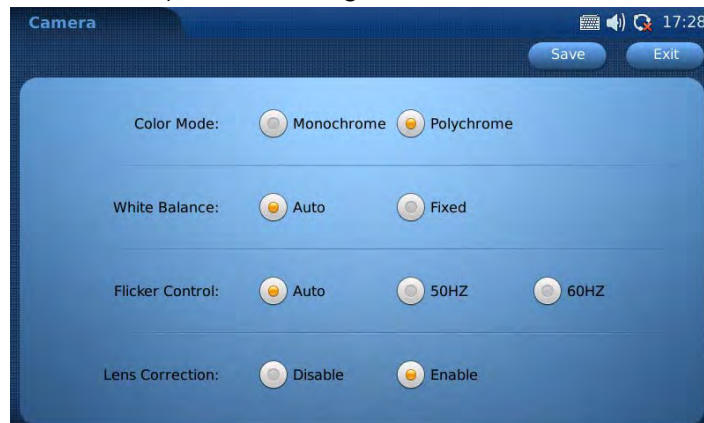 Camera 17:28
Save Exit
Color Mode: Monochrome Polychrome
White Balance: Auto Fixed
Flicker Control: Auto 50HZ 60HZ
Lens Correction: Disable Enable